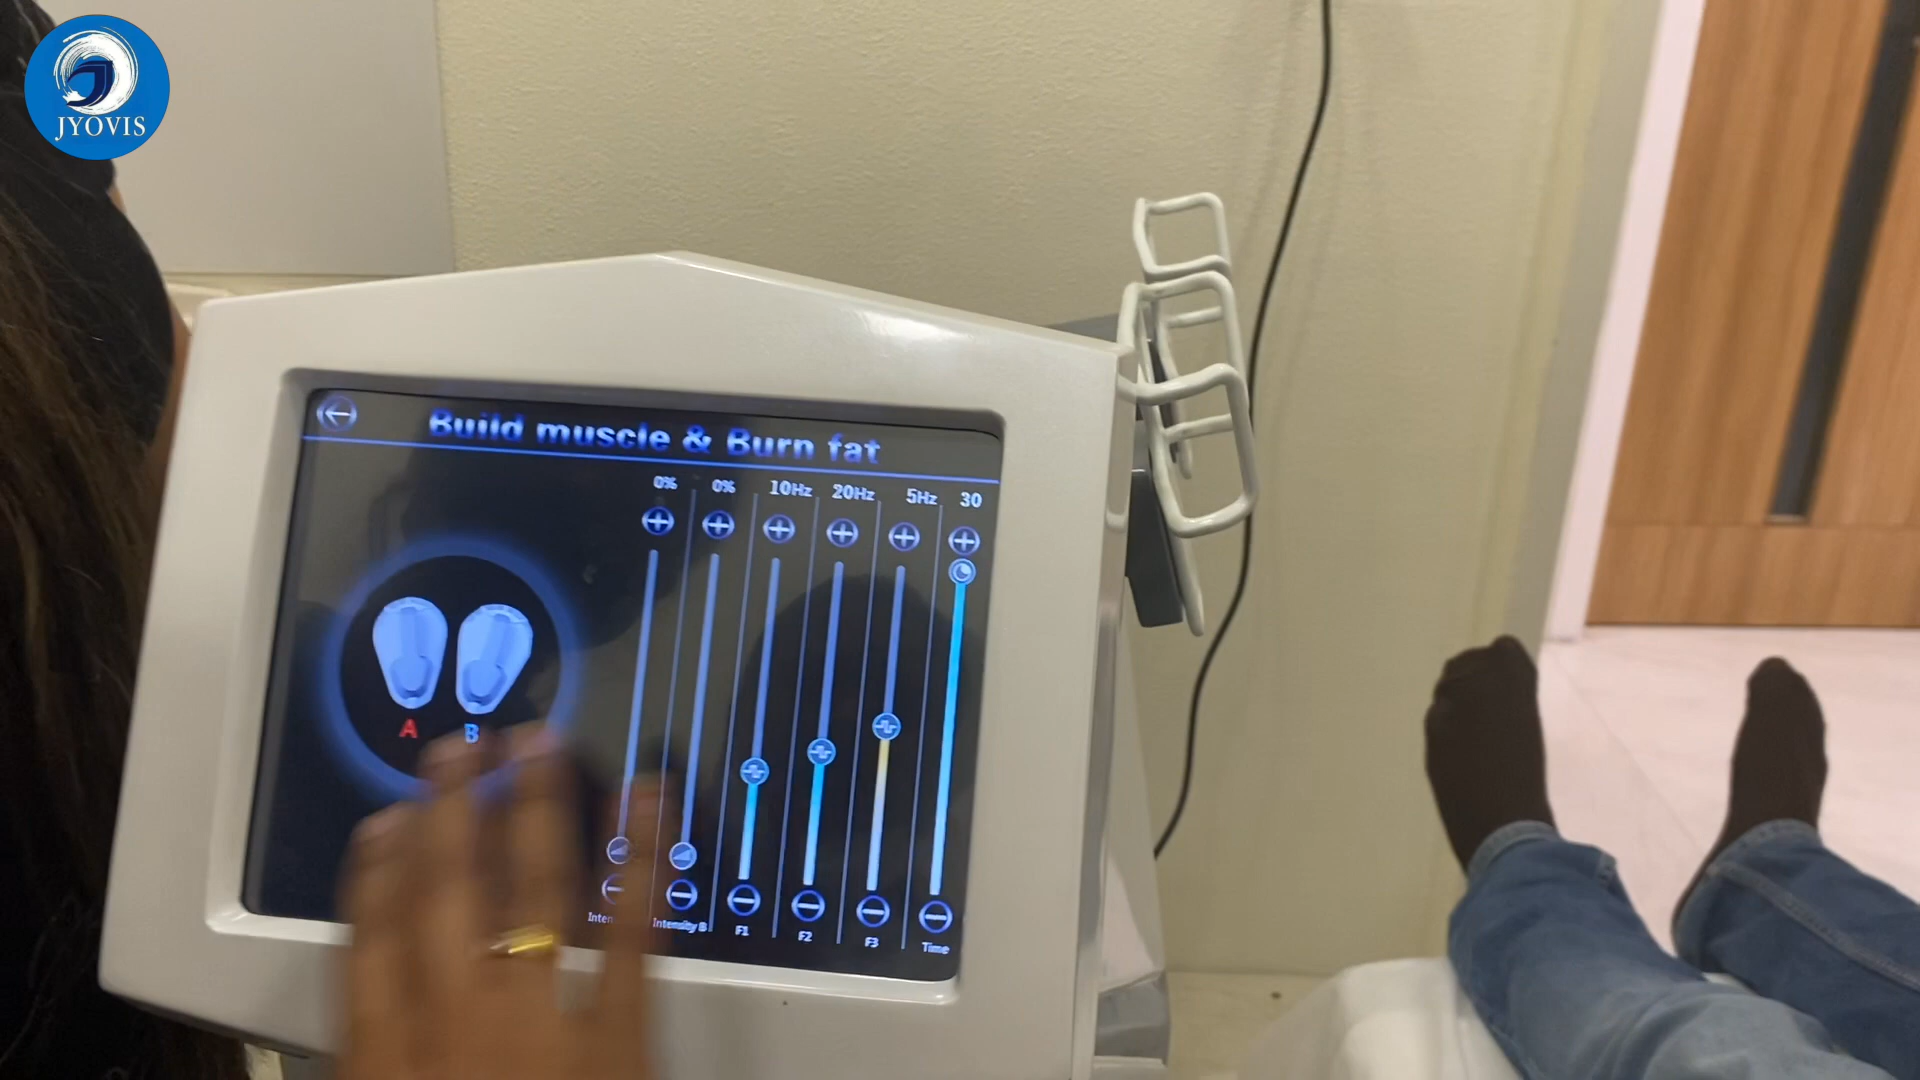 JYOVIS
Build muscle & Burn fat
0% 0% 10Hz 20Hz 5Hz 30
A B
Intensity B F1 F2 F3 Time